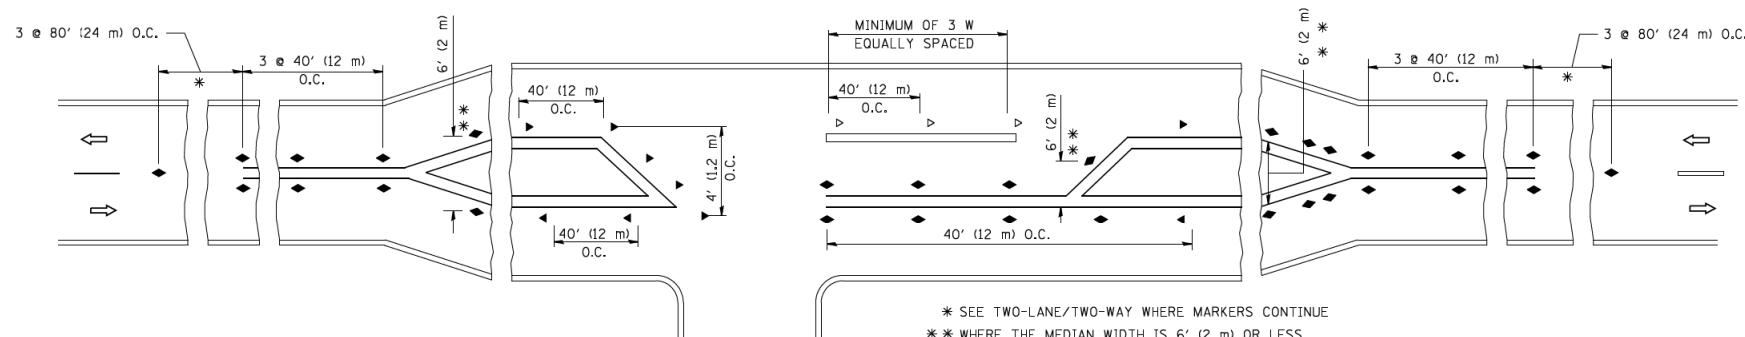 3 @ 80' (24 m) O.C.
3 @ 40' (12 m)
O.C.
*
6' (2 m)
* *
40' (12 m)
O.C.
4' (1.2 m)
O.C.
40' (12 m)
O.C.
MINIMUM OF 3 W
EQUALLY SPACED
40' (12 m)
O.C.
6' (2 m)
* *
40' (12 m) O.C.
6' (2 m) * *
3 @ 40' (12 m)
O.C.
*
3 @ 80' (24 m) O.C.
* SEE TWO-LANE/TWO-WAY WHERE MARKERS CONTINUE
* * WHERE THE MEDIAN WIDTH IS 6' (2 m) OR LESS